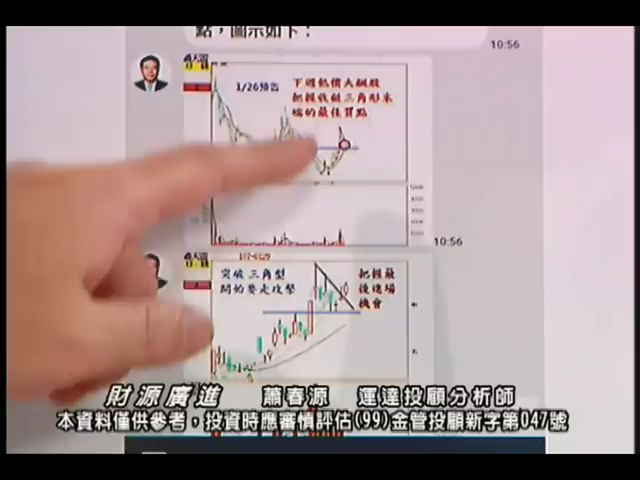 點，圖示如下：
10:56
1/26預告
下週低價大飆股
把握收斂三角形末
端的最佳買點
10:56
突破三角型
開始要走攻擊
把握最
後進場
機會
財源廣進 蕭春源 運達投顧分析師
本資料僅供參考，投資時應審慎評估(99)金管投顧新字第047號